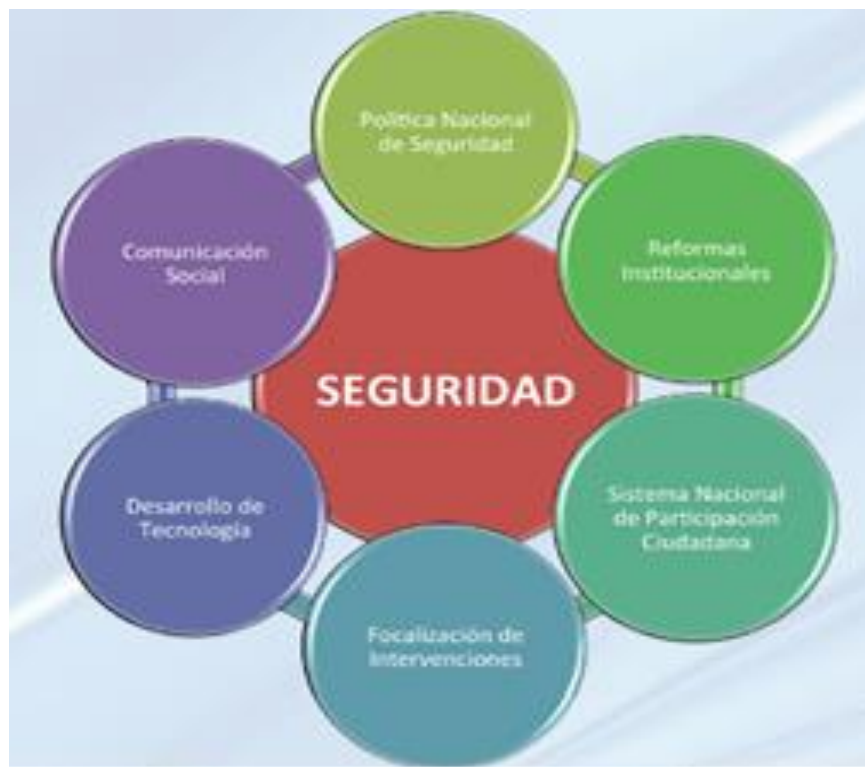 Política Nacional
de Seguridad
Reformas
Institucionales
Sistema Nacional
de Participación
Ciudadana
Focalización de
Intervenciones
Desarrollo de
Tecnología
Comunicación
Social
SEGURIDAD